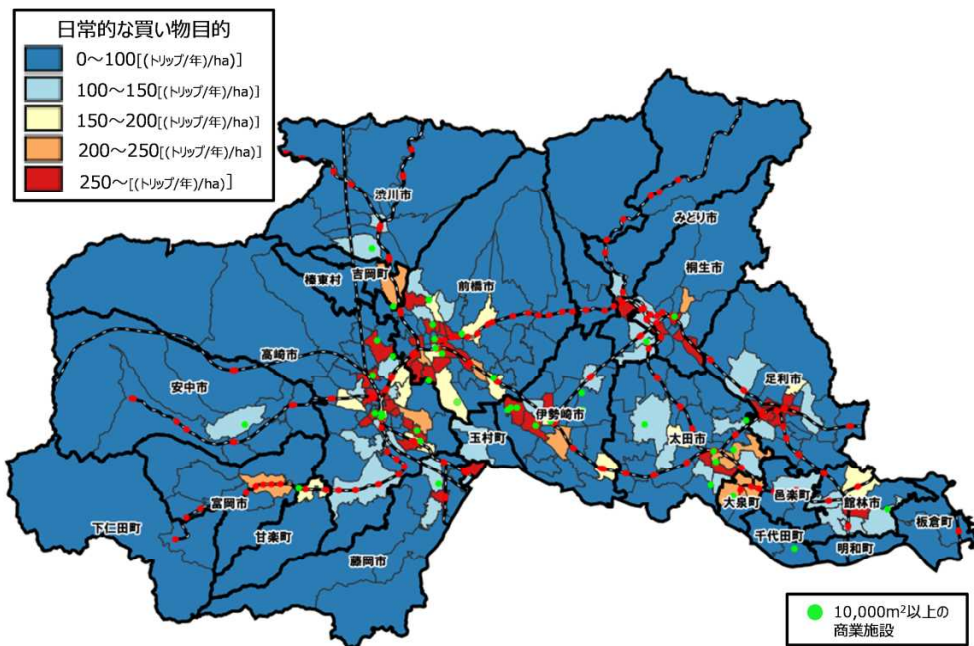 日常的な買い物目的
0～100[(トリップ/年)/ha)]
100～150[(トリップ/年)/ha)]
150～200[(トリップ/年)/ha)]
200～250[(トリップ/年)/ha)]
250～[(トリップ/年)/ha)]
渋川市
みどり市
桐生市
吉岡町
榛東村
前橋市
高崎市
安中市
足利市
伊勢崎市
玉村町
太田市
富岡市
大泉町
邑楽町
館林市
下仁田町
甘楽町
千代田町
明和町
板倉町
藤岡市
10,000m²以上の
商業施設